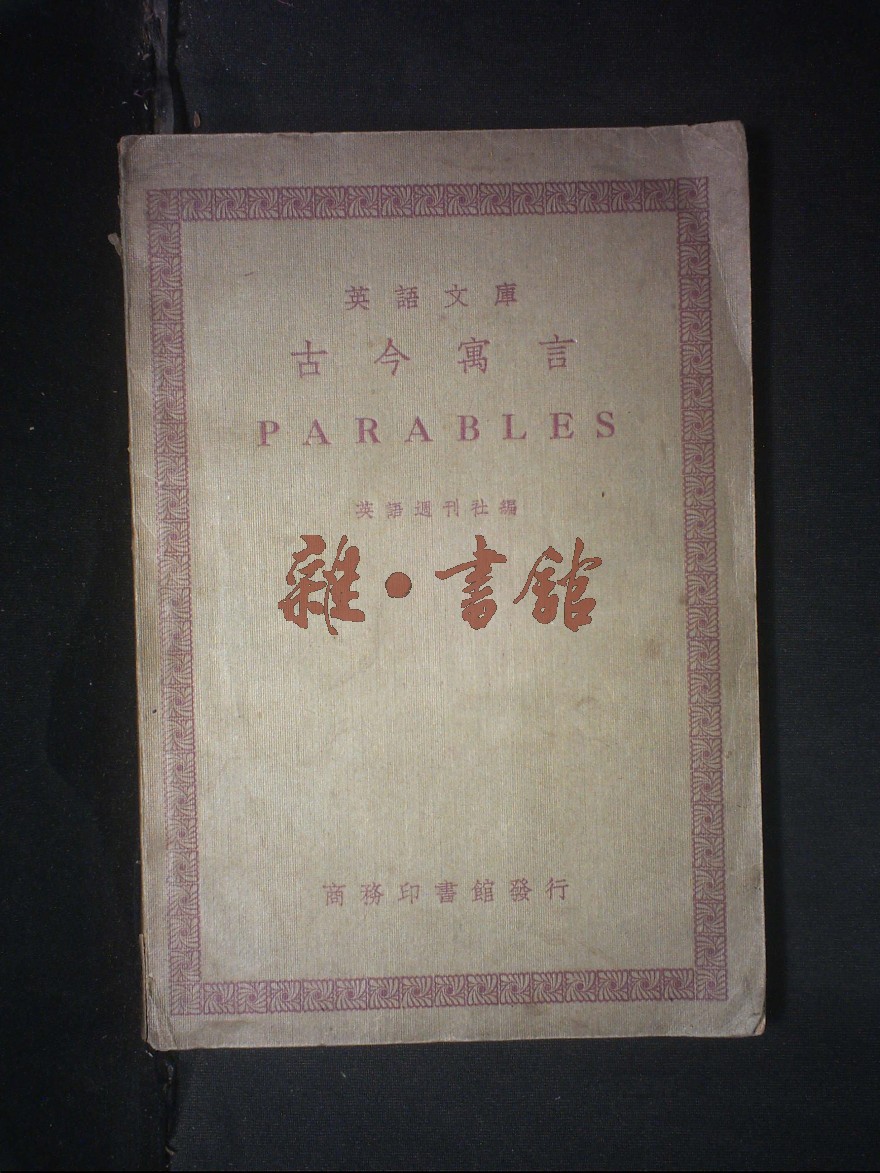 英語文庫
古今寓言
PARABLES
英語週刊社編
雜·書館
商務印書館發行